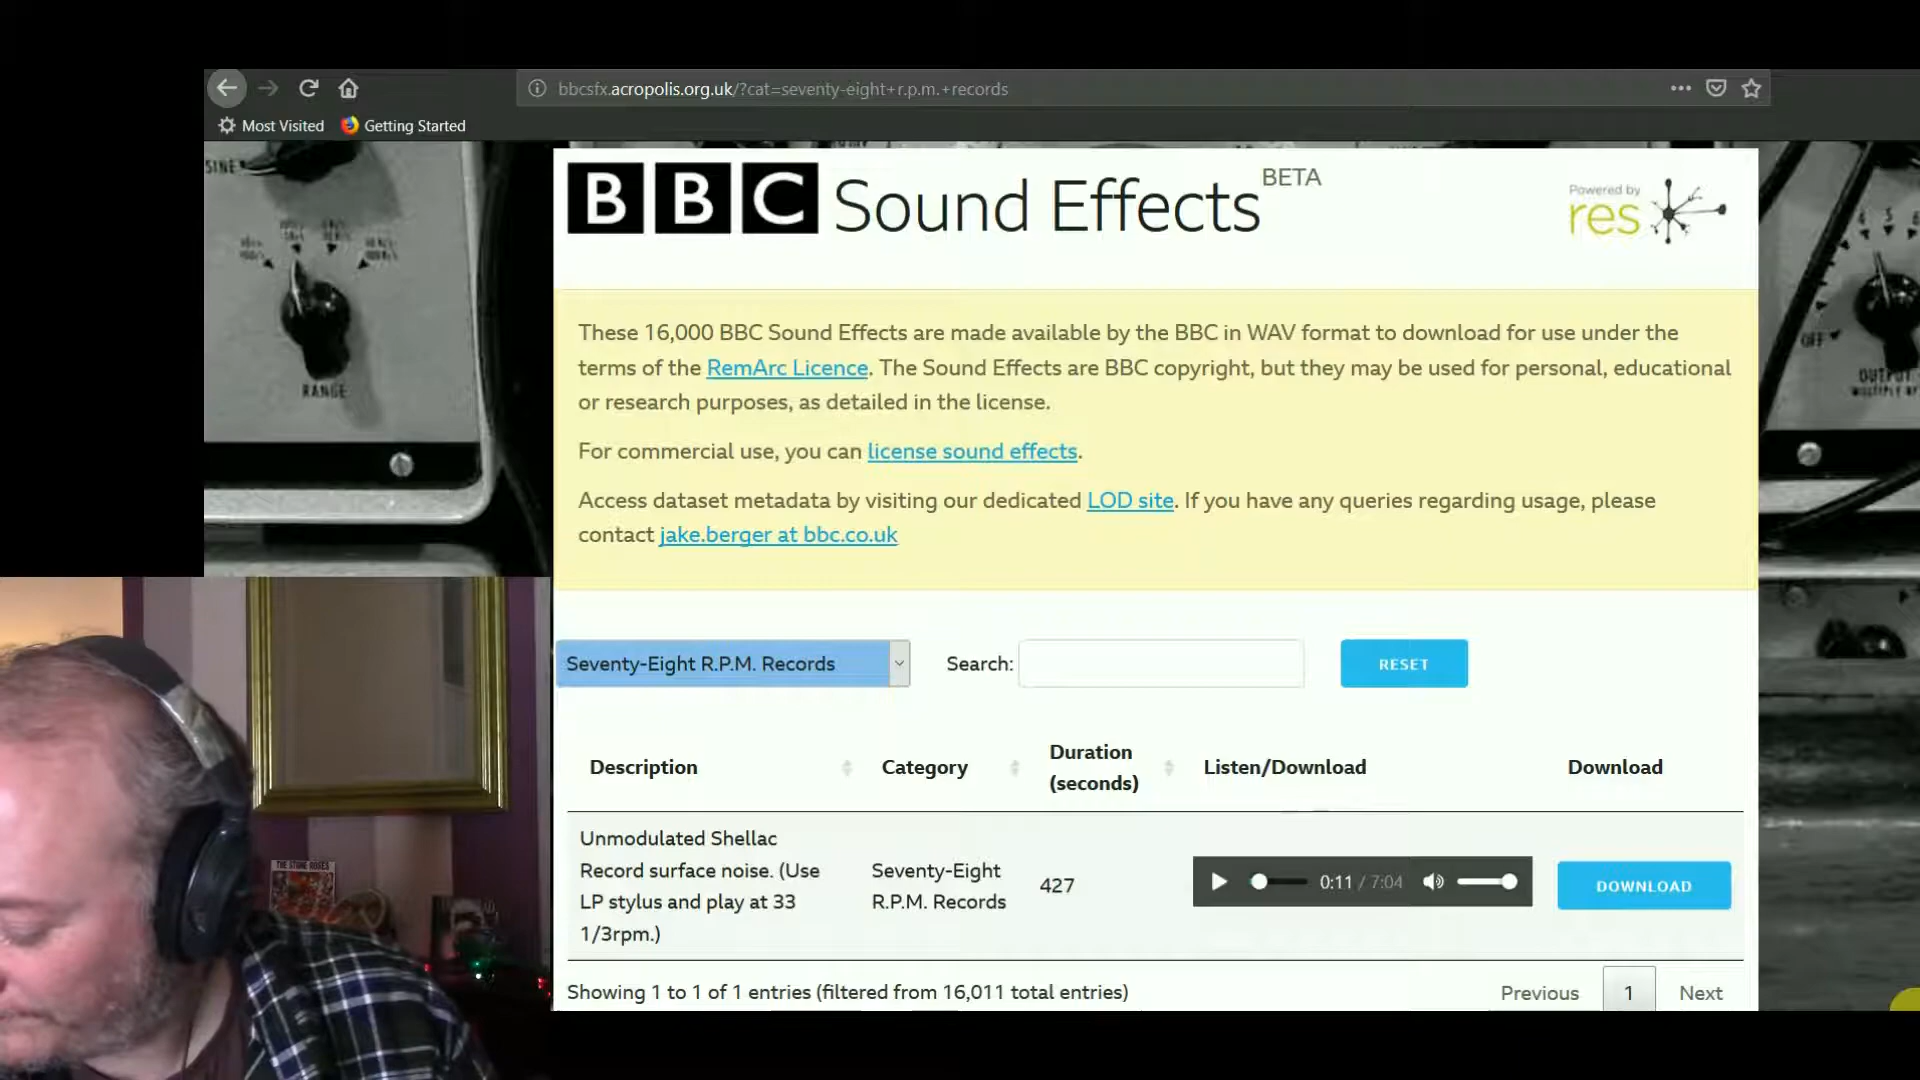 bbcsfx.acropolis.org.uk/?cat=seventy-eight+r.p.m.+records
Most Visited Getting Started
SINE
BBC Sound Effects BETA
Powered by
res
RANGE
4 5 6
OFF
These 16,000 BBC Sound Effects are made available by the BBC in WAV format to download for use under the
terms of the RemArc Licence. The Sound Effects are BBC copyright, but they may be used for personal, educational
or research purposes, as detailed in the license.
For commercial use, you can license sound effects.
Access dataset metadata by visiting our dedicated LOD site. If you have any queries regarding usage, please
contact jake.berger at bbc.co.uk
Seventy-Eight R.P.M. Records
Search:
RESET
Description
Category
Duration
(seconds)
Listen/Download
Download
Unmodulated Shellac
Record surface noise. (Use
LP stylus and play at 33
1/3rpm.)
Seventy-Eight
R.P.M. Records
427
0:11 / 7:04
DOWNLOAD
Showing 1 to 1 of 1 entries (filtered from 16,011 total entries)
Previous 1 Next
THE STONE ROSES